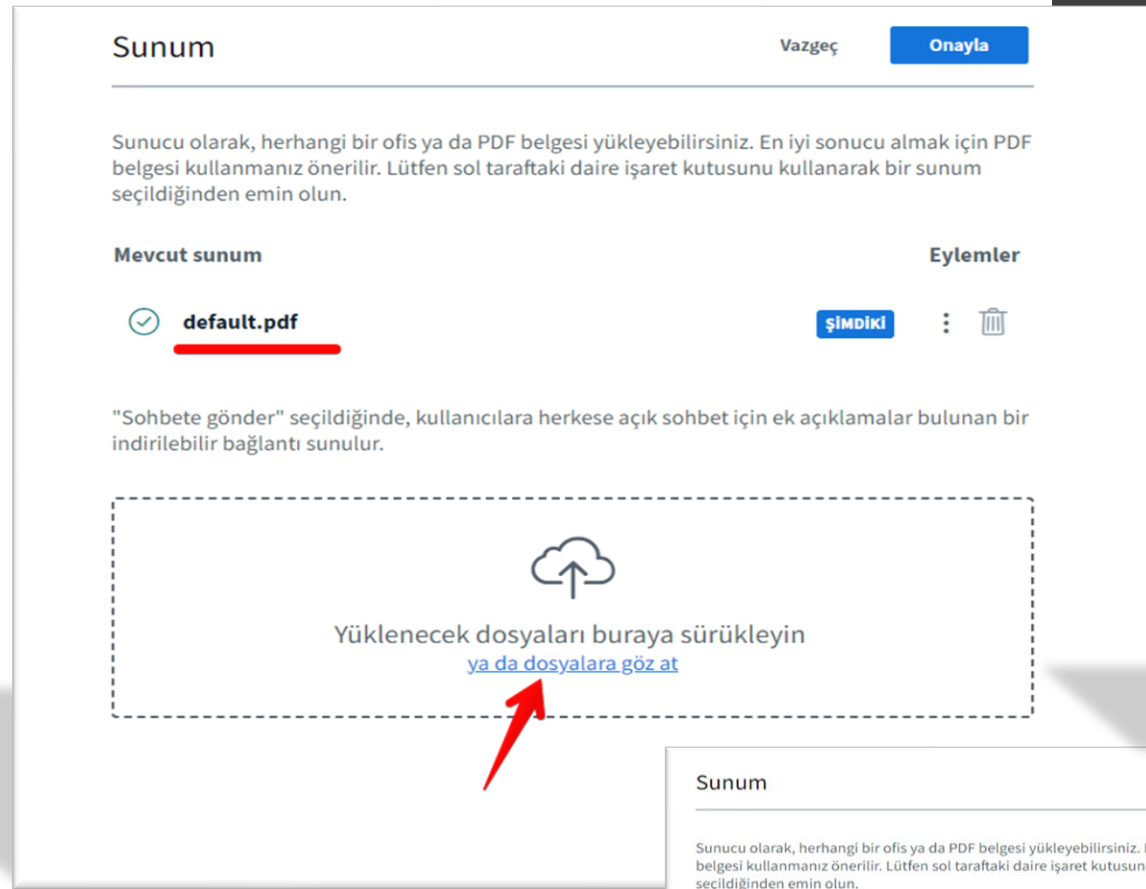 Sunum
Vazgeç
Onayla
Sunucu olarak, herhangi bir ofis ya da PDF belgesi yükleyebilirsiniz. En iyi sonucu almak için PDF
belgesi kullanmanız önerilir. Lütfen sol taraftaki daire işaret kutusunu kullanarak bir sunum
seçildiğinden emin olun.
Mevcut sunum
Eylemler
default.pdf
ŞİMDİKİ
"Sohbete gönder" seçildiğinde, kullanıcılara herkese açık sohbet için ek açıklamalar bulunan bir
indirilebilir bağlantı sunulur.
Yüklenecek dosyaları buraya sürükleyin
ya da dosyalara göz at
Sunum
Sunucu olarak, herhangi bir ofis ya da PDF belgesi yükleyebilirsiniz.
belgesi kullanmanız önerilir. Lütfen sol taraftaki daire işaret kutusun
seçildiğinden emin olun.